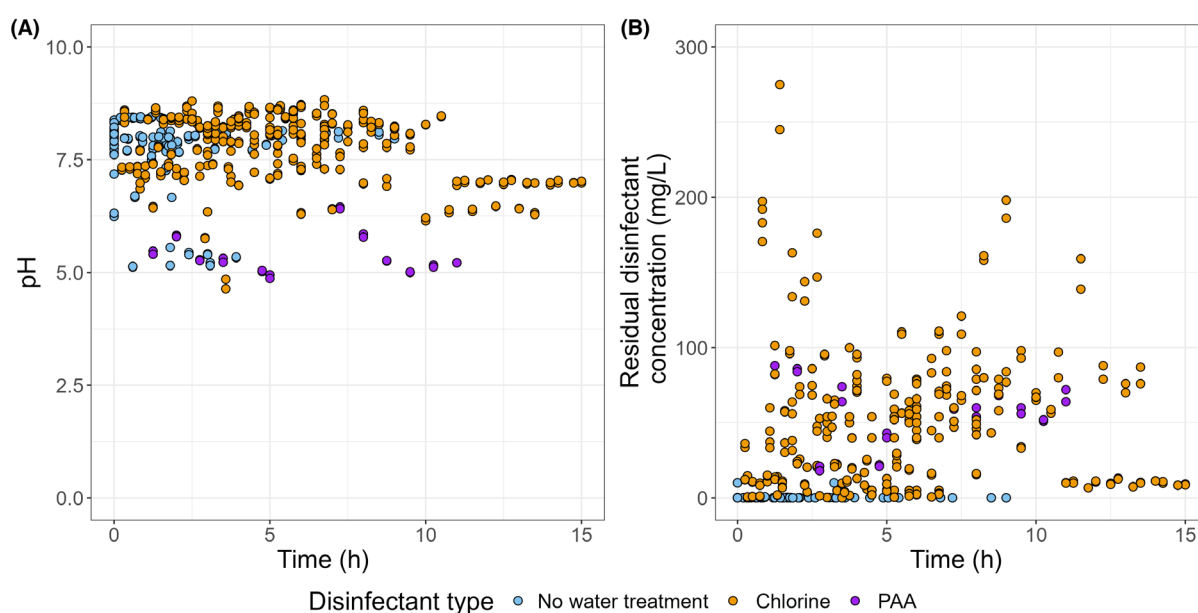 (A)
10.0
7.5
5.0
2.5
0.0
pH
0 5 10 15
Time (h)
(B)
300
200
100
0
Residual disinfectant
concentration (mg/L)
0 5 10 15
Time (h)
Disinfectant type No water treatment Chlorine PAA